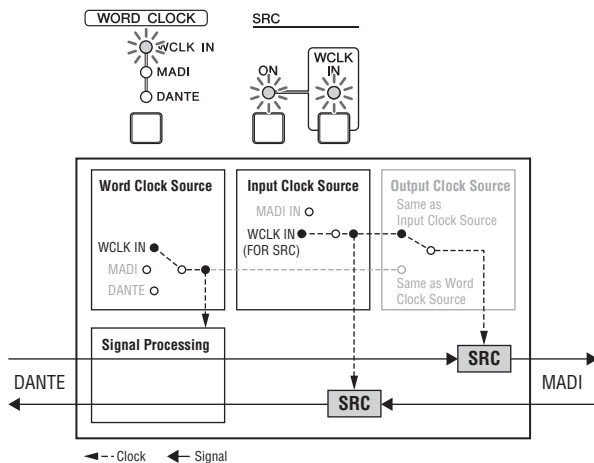 WORD CLOCK
WCLK IN
MADI
DANTE
SRC
ON
WCLK
IN
Word Clock Source
WCLK IN
MADI
DANTE
Input Clock Source
MADI IN
WCLK IN
(FOR SRC)
Output Clock Source
Same as
Input Clock Source
Same as Word
Clock Source
Signal Processing
SRC
DANTE
MADI
SRC
Clock
Signal